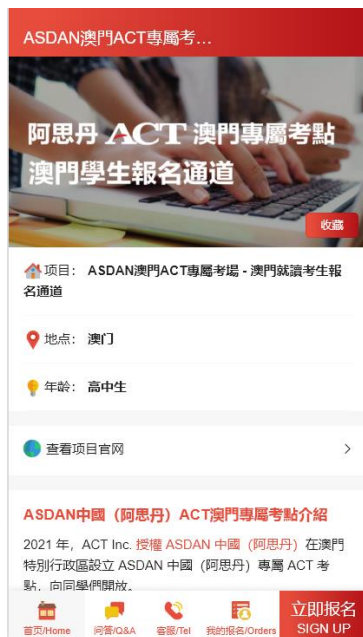 ASDAN澳門ACT專屬考...
阿思丹 ACT 澳門專屬考點
澳門學生報名通道
收藏
项目： ASDAN澳門ACT專屬考場 - 澳門就讀考生報
名通道
地点： 澳门
年龄： 高中生
查看项目官网
ASDAN中國（阿思丹）ACT澳門專屬考點介紹
2021 年，ACT Inc. 授權 ASDAN 中國（阿思丹）在澳門
特別行政區設立 ASDAN 中國（阿思丹）專屬 ACT 考
點，向同學們開放。
首页/Home 问答/Q&A 客服/Tel 我的报名/Orders
立即报名
SIGN UP